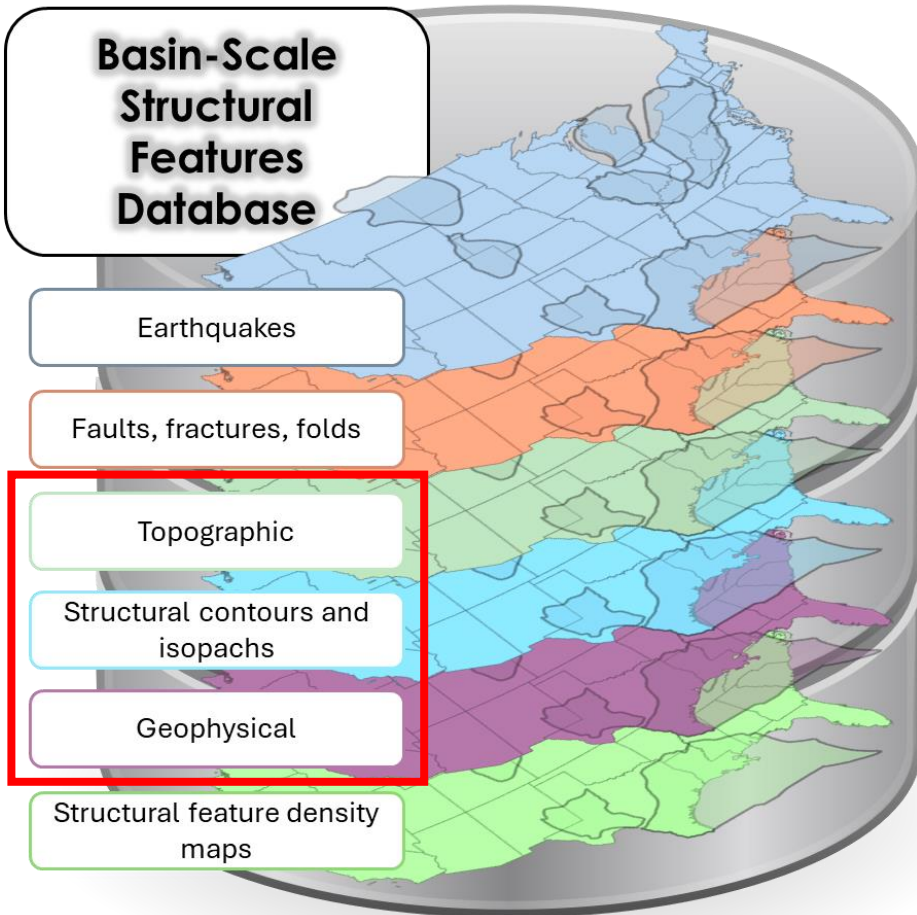 Basin-Scale
Structural
Features
Database
Earthquakes
Faults, fractures, folds
Topographic
Structural contours and
isopachs
Geophysical
Structural feature density
maps